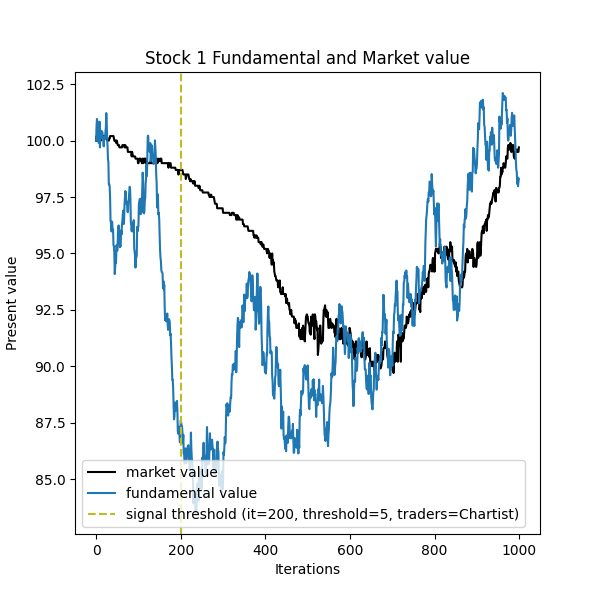 Stock 1 Fundamental and Market value
102.5
100.0
97.5
95.0
92.5
90.0
87.5
85.0
Present value
market value
fundamental value
signal threshold (it=200, threshold=5, traders=Chartist)
0 200 400 600 800 1000
Iterations